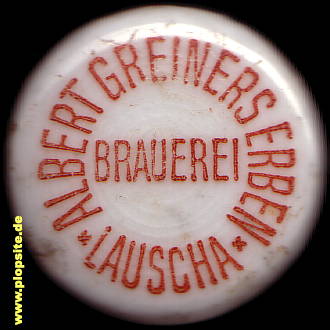 ALBERT GREINERS ERBEN
BRAUEREI
* LAUSCHA *
www.plopsite.de